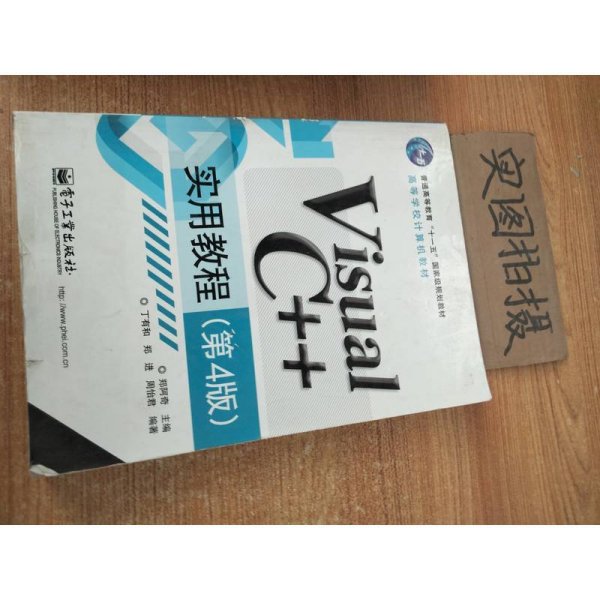 普通高等教育"十一五"国家级规划教材
高等学校计算机教材
Visual
C++
实用教程(第4版)
◎ 郑阿奇 主编
◎ 丁有和 郑进 周怡君 编著
电子工业出版社
PUBLISHING HOUSE OF ELECTRONICS INDUSTRY
http://www.phei.com.cn
实图拍摄